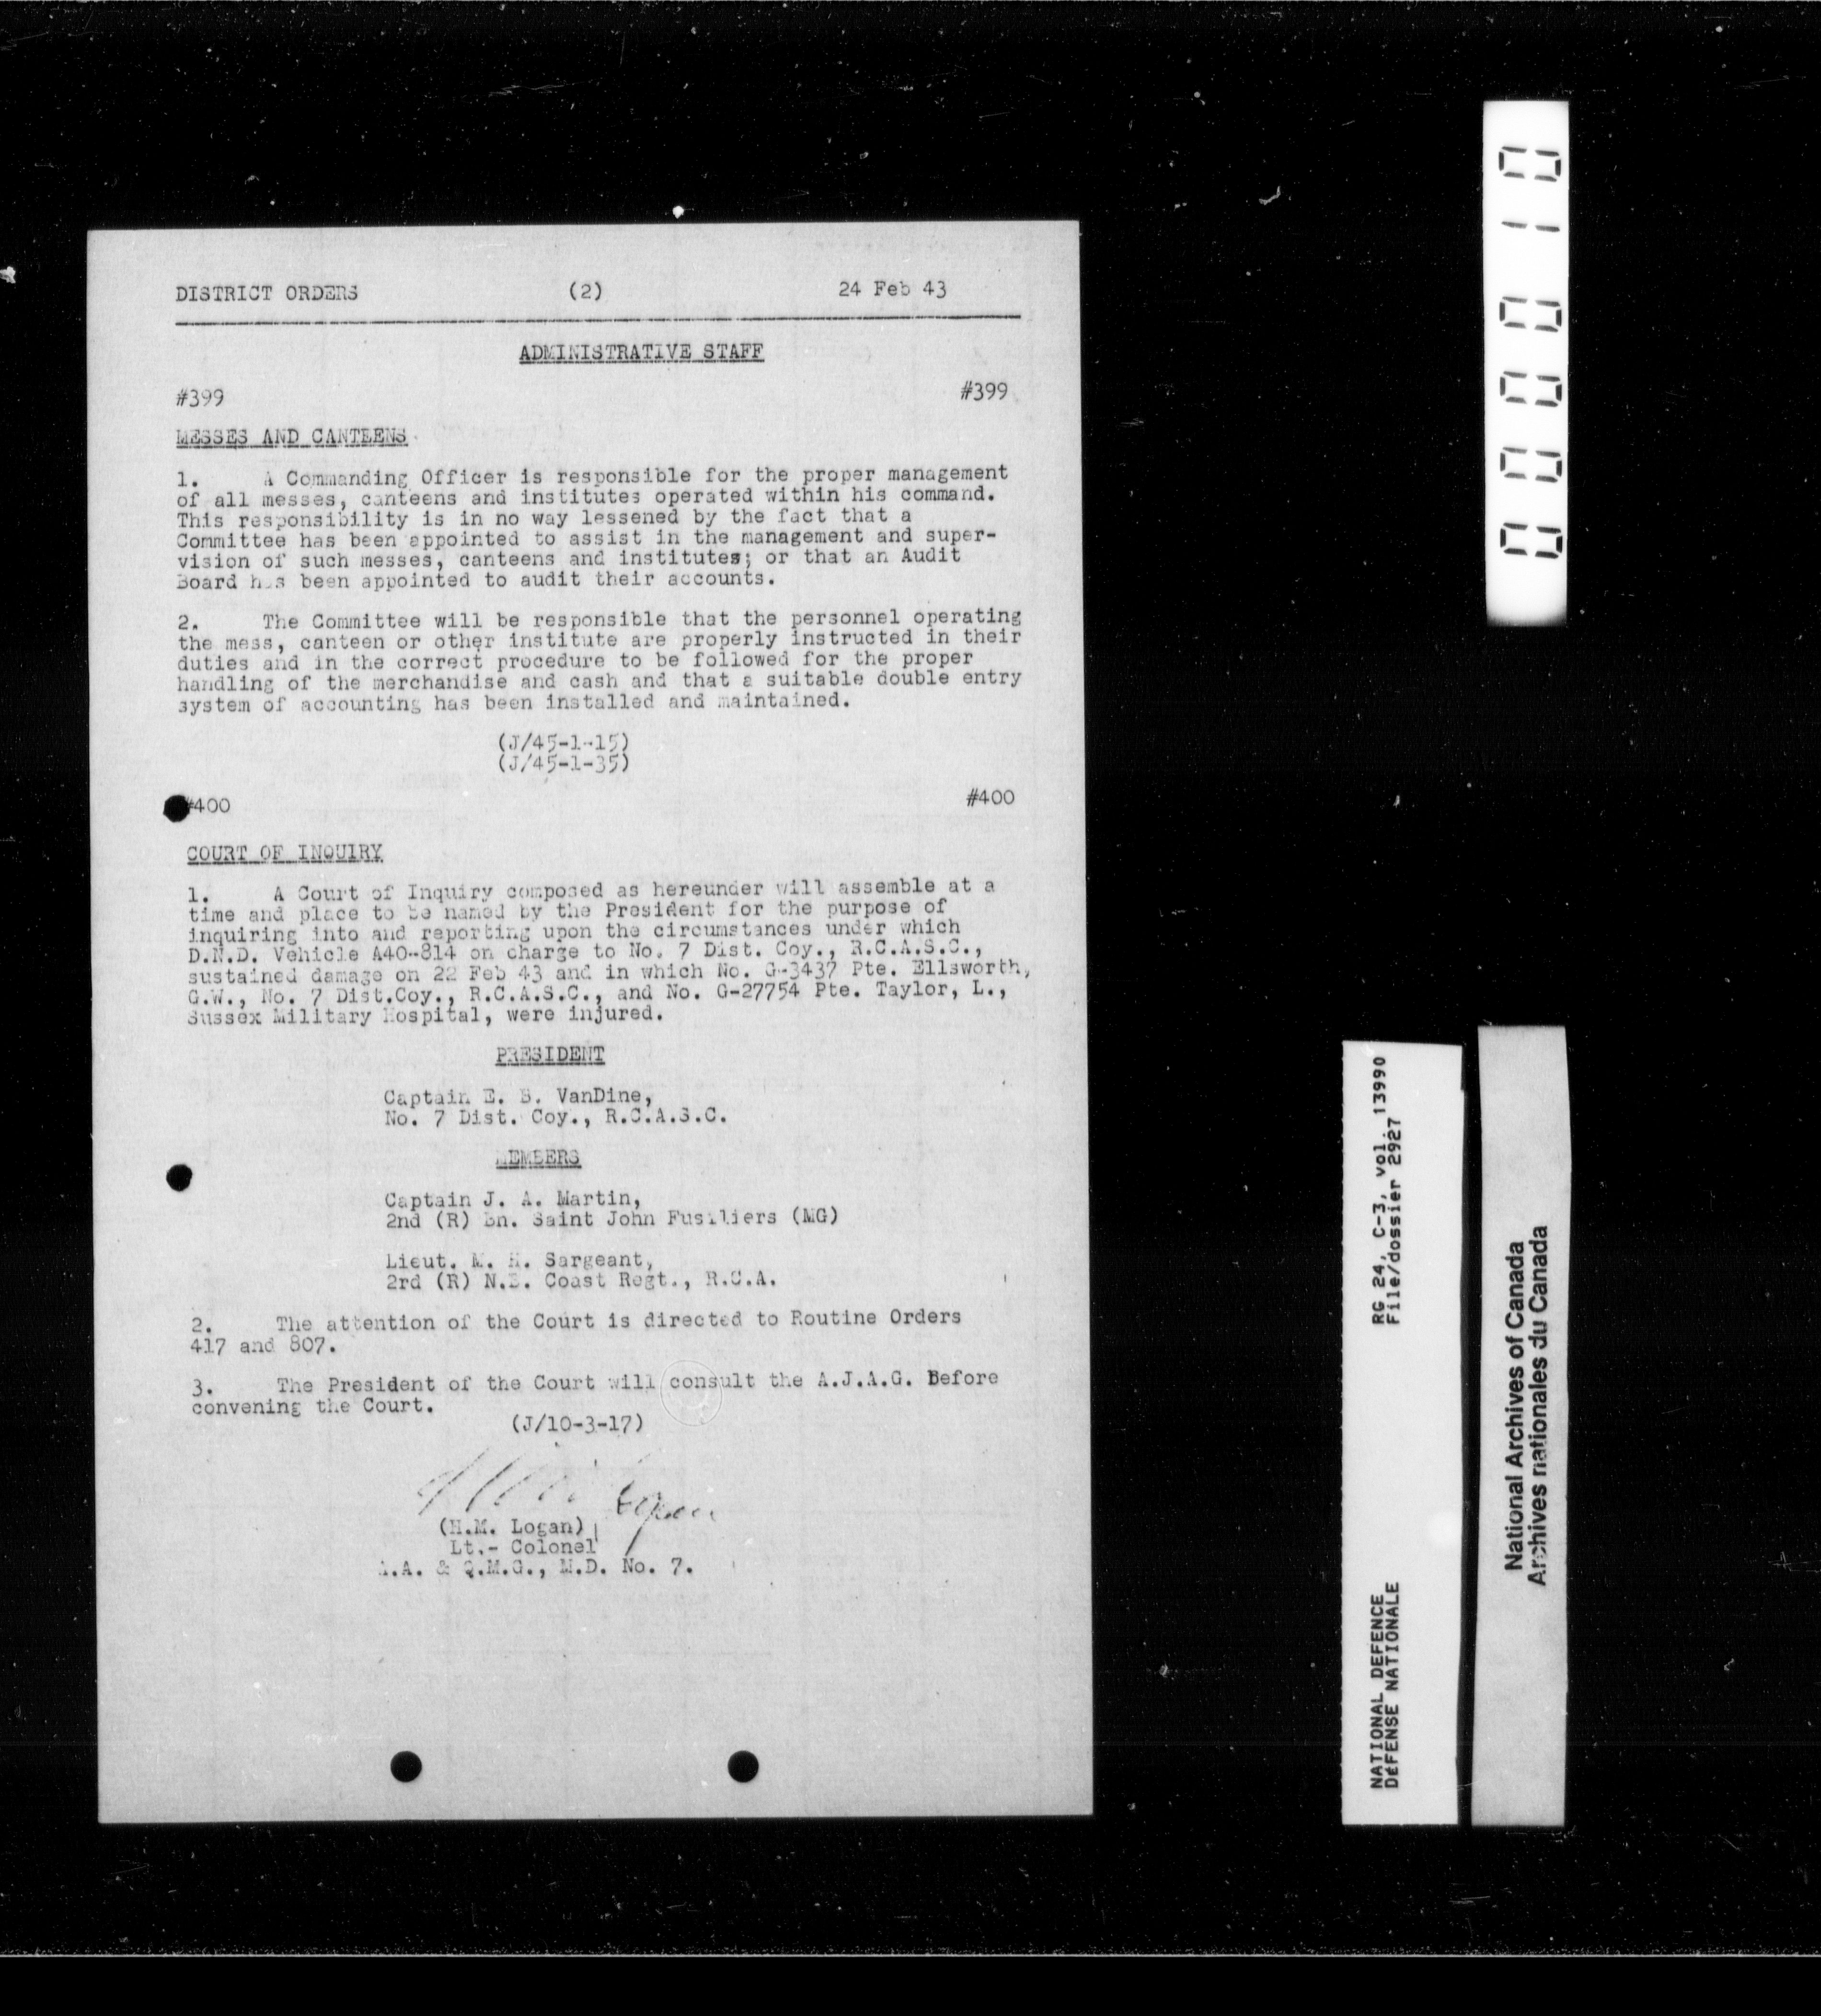 DISTRICT ORDERS (2) 24 Feb 43
ADMINISTRATIVE STAFF
#399 #399
MESSES AND CANTEENS
1. A Commanding Officer is responsible for the proper management
of all messes, canteens and institutes operated within his command.
This responsibility is in no way lessened by the fact that a
Committee has been appointed to assist in the management and super-
vision of such messes, canteens and institutes; or that an Audit
Board has been appointed to audit their accounts.
2. The Committee will be responsible that the personnel operating
the mess, canteen or other institute are properly instructed in their
duties and in the correct procedure to be followed for the proper
handling of the merchandise and cash and that a suitable double entry
system of accounting has been installed and maintained.
(J/45-1-15)
(J/45-1-35)
#400 #400
COURT OF INQUIRY
1. A Court of Inquiry composed as hereunder will assemble at a
time and place to be named by the President for the purpose of
inquiring into and reporting upon the circumstances under which
D.N.D. Vehicle A40-814 on charge to No. 7 Dist. Coy., R.C.A.S.C.,
sustained damage on 22 Feb 43 and in which No. G-3437 Pte. Ellsworth,
G.W., No. 7 Dist.Coy., R.C.A.S.C., and No. G-27754 Pte. Taylor, L.,
Sussex Military Hospital, were injured.
PRESIDENT
Captain E. B. VanDine,
No. 7 Dist. Coy., R.C.A.S.C.
MEMBERS
Captain J. A. Martin,
2nd (R) Bn. Saint John Fusiliers (MG)
Lieut. M. H. Sargeant,
2rd (R) N.B. Coast Regt., R.C.A.
2. The attention of the Court is directed to Routine Orders
417 and 807.
3. The President of the Court will consult the A.J.A.G. Before
convening the Court.
(J/10-3-17)
(H.M. Logan)
Lt.- Colonel
A.A. & Q.M.G., M.D. No. 7.
000010
RG 24, C-3, vol. 13990
File/dossier 2927
NATIONAL DEFENCE
DÉFENSE NATIONALE
National Archives of Canada
Archives nationales du Canada